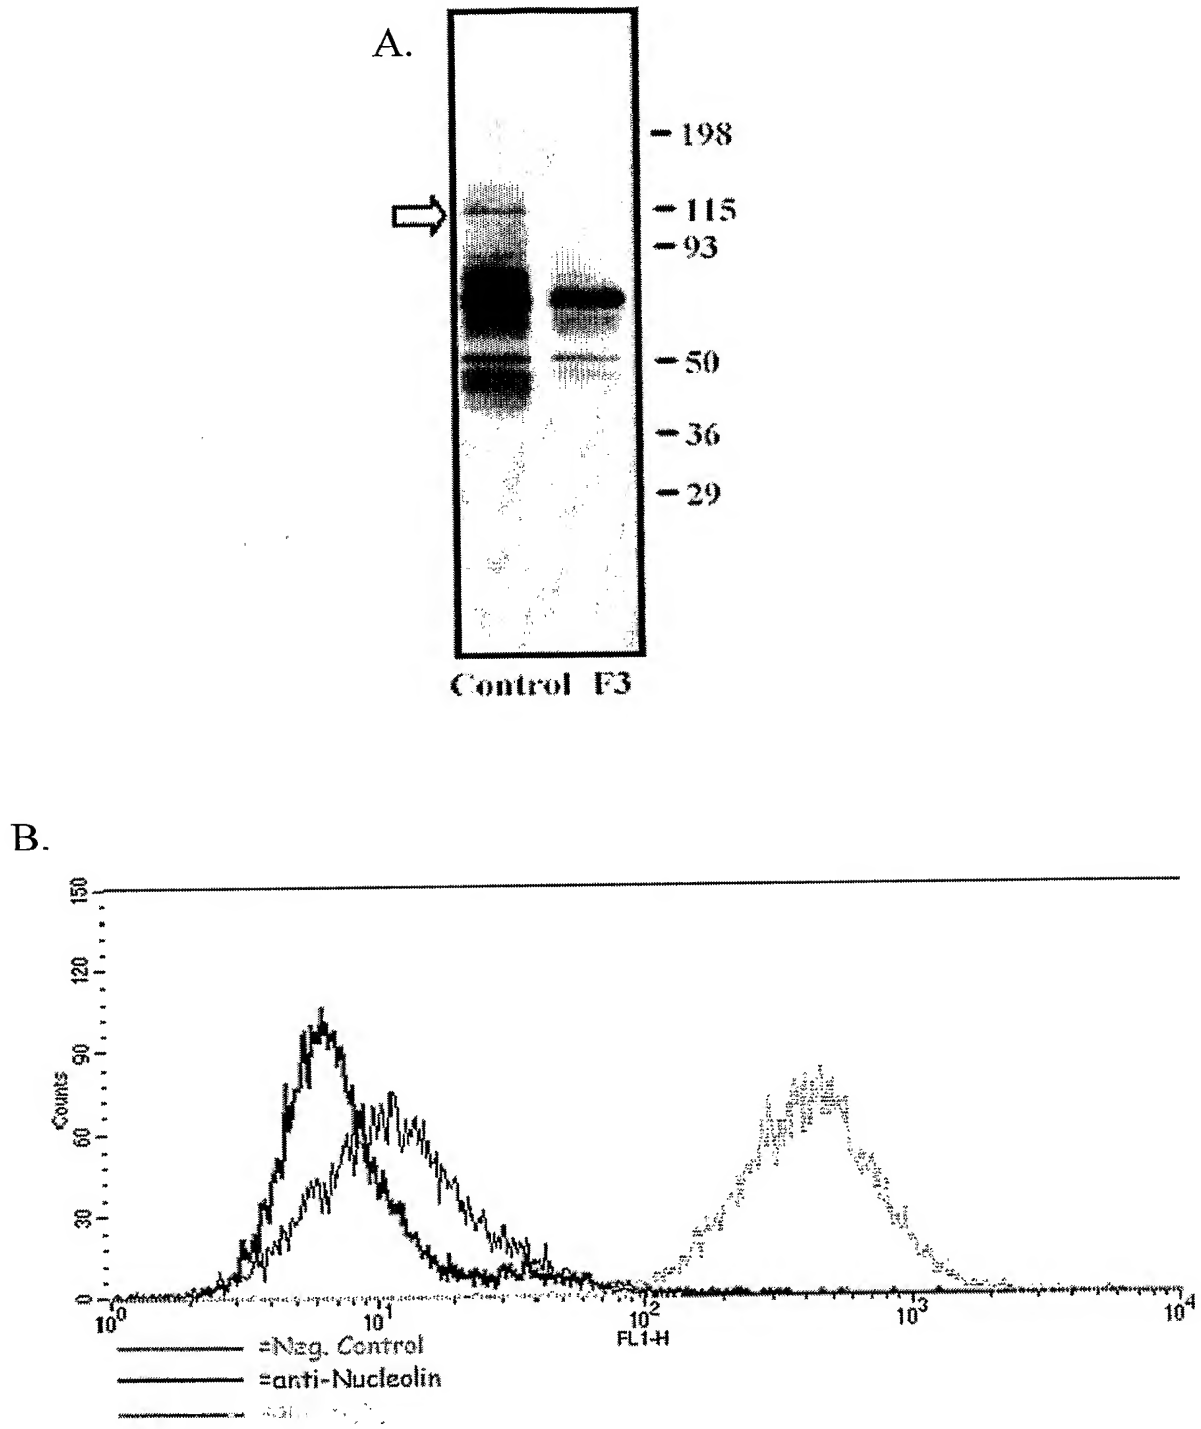 A.
198
115
93
50
36
29
Control F3
B.
150
120
90
60
30
0
Counts
10^0 10^1 10^2 10^3 10^4
FL1-H
=Neg. Control
=anti-Nucleolin